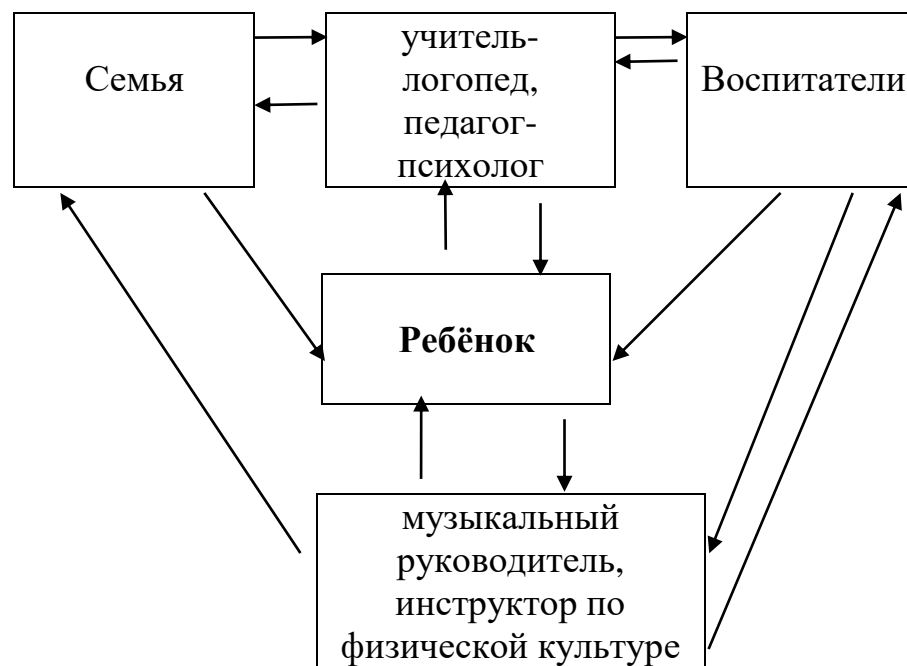 Семья
учитель-
логопед,
педагог-
психолог
Воспитатели
Ребёнок
музыкальный
руководитель,
инструктор по
физической культуре